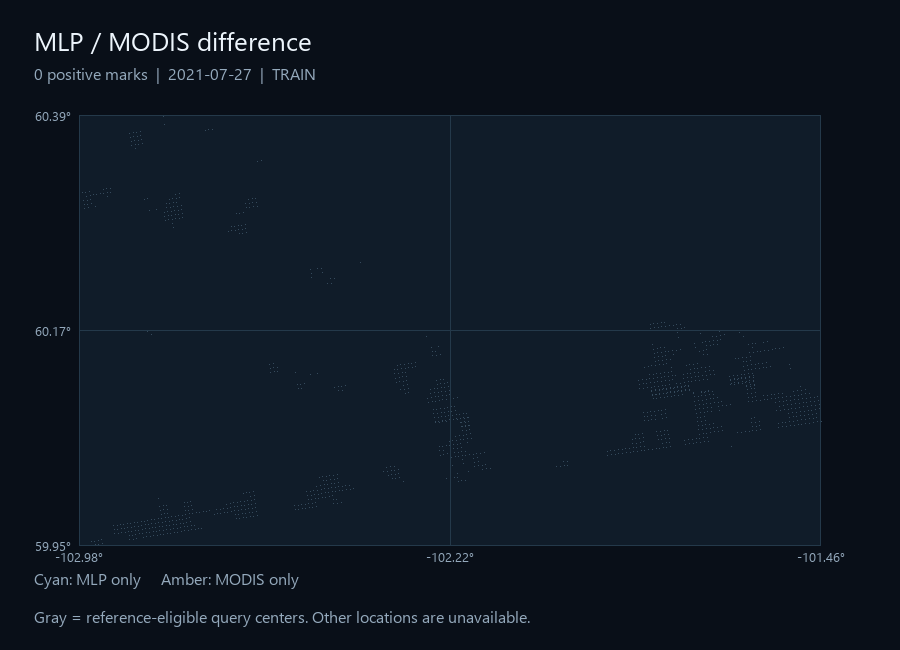 MLP / MODIS difference
0 positive marks | 2021-07-27 | TRAIN
60.39°
60.17°
59.95°
-102.98° -102.22° -101.46°
Cyan: MLP only Amber: MODIS only
Gray = reference-eligible query centers. Other locations are unavailable.